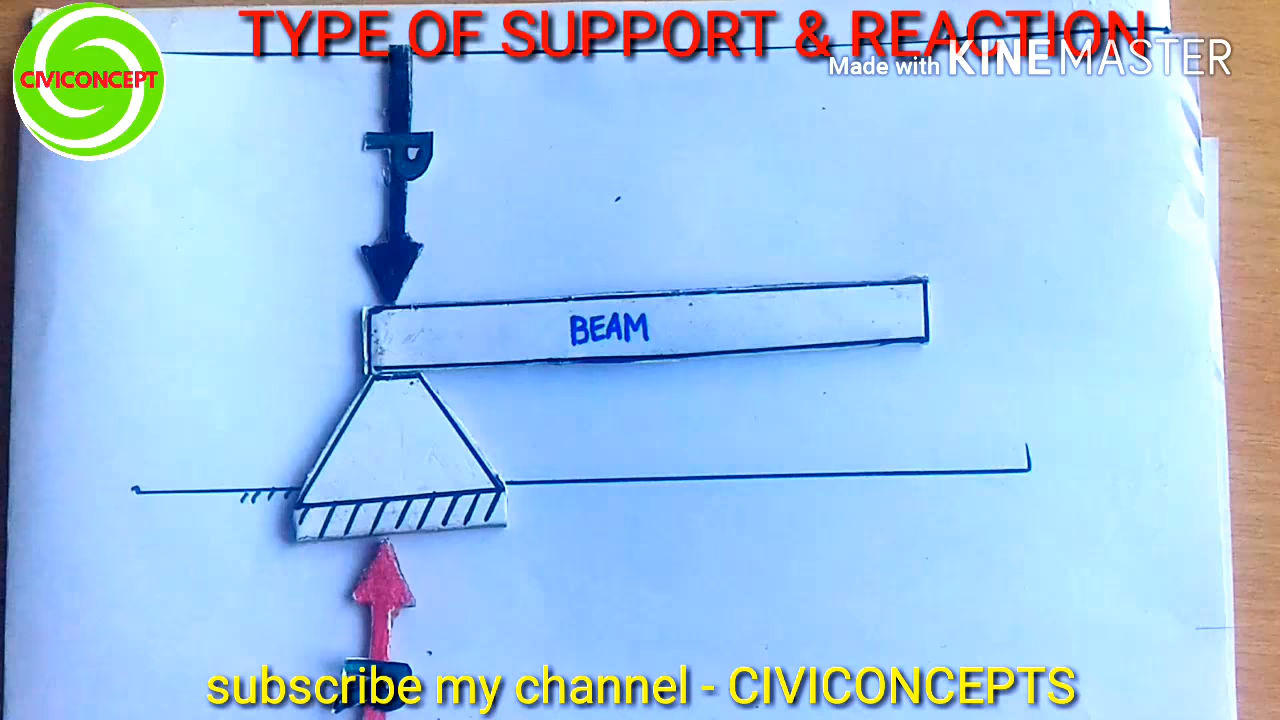 TYPE OF SUPPORT & REACTION
Made with KINEMASTER
CIVICONCEPT
P
BEAM
subscribe my channel - CIVICONCEPTS